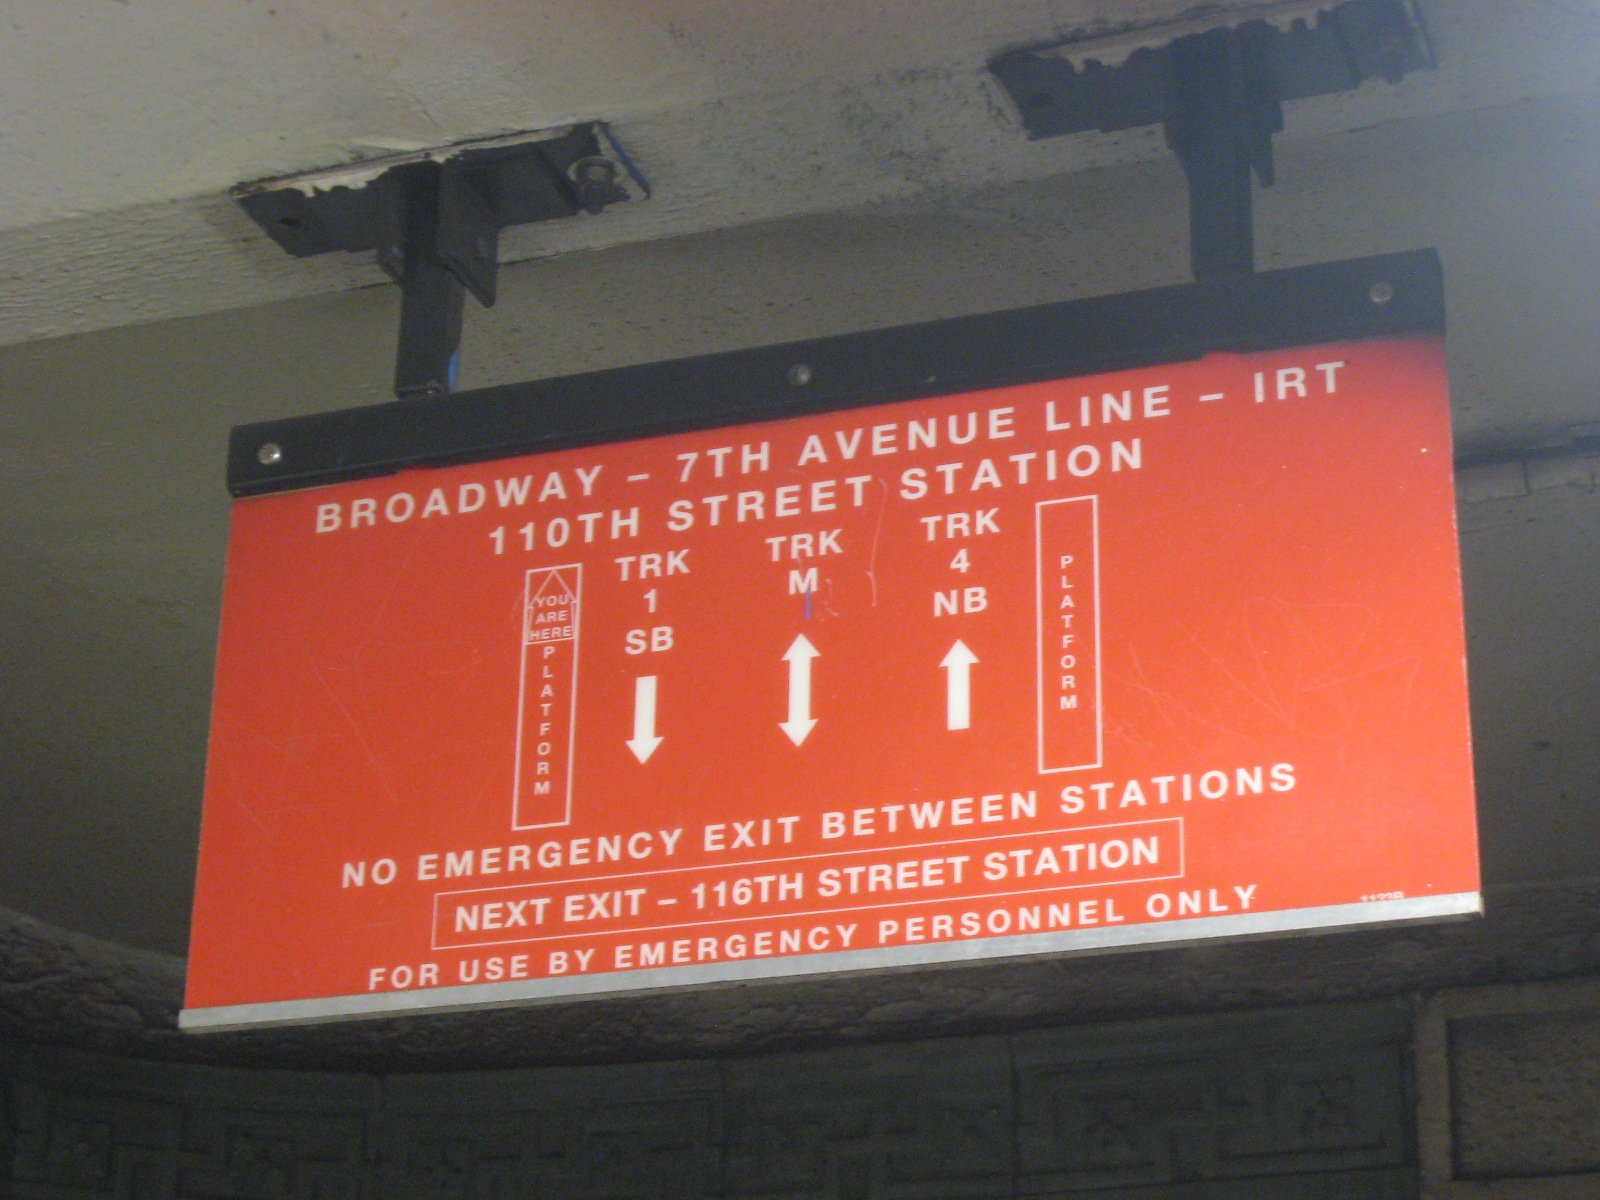 BROADWAY – 7TH AVENUE LINE – IRT
110TH STREET STATION
TRK 1 SB
TRK M
TRK 4 NB
YOU ARE HERE
PLATFORM
PLATFORM
NO EMERGENCY EXIT BETWEEN STATIONS
NEXT EXIT – 116TH STREET STATION
FOR USE BY EMERGENCY PERSONNEL ONLY